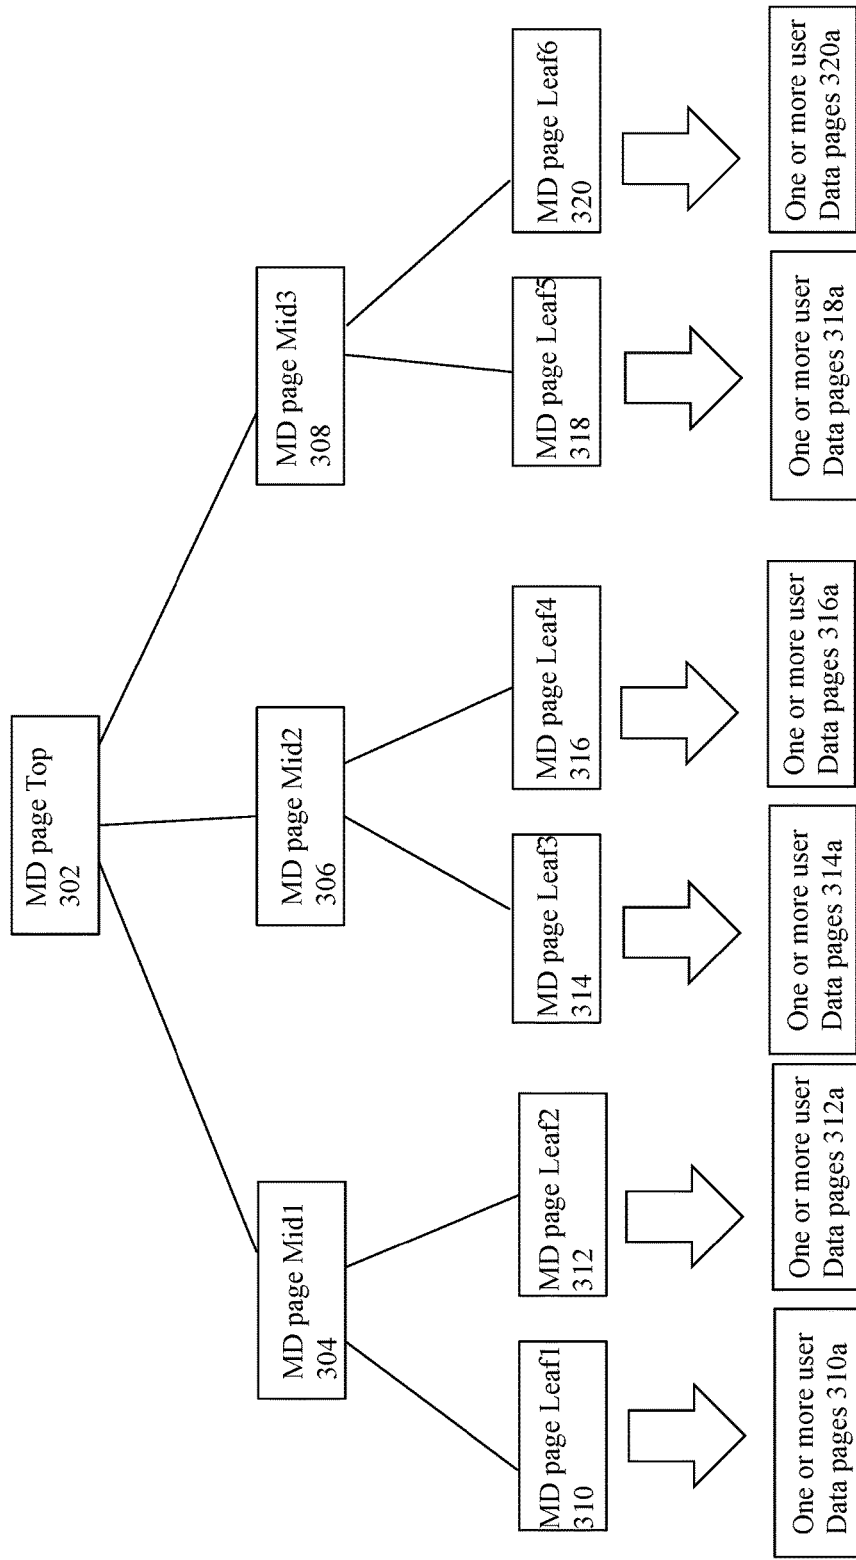 MD page Top
302
MD page Mid1
304
MD page Mid2
306
MD page Mid3
308
MD page Leaf1
310
MD page Leaf2
312
MD page Leaf3
314
MD page Leaf4
316
MD page Leaf5
318
MD page Leaf6
320
One or more user
Data pages 310a
One or more user
Data pages 312a
One or more user
Data pages 314a
One or more user
Data pages 316a
One or more user
Data pages 318a
One or more user
Data pages 320a